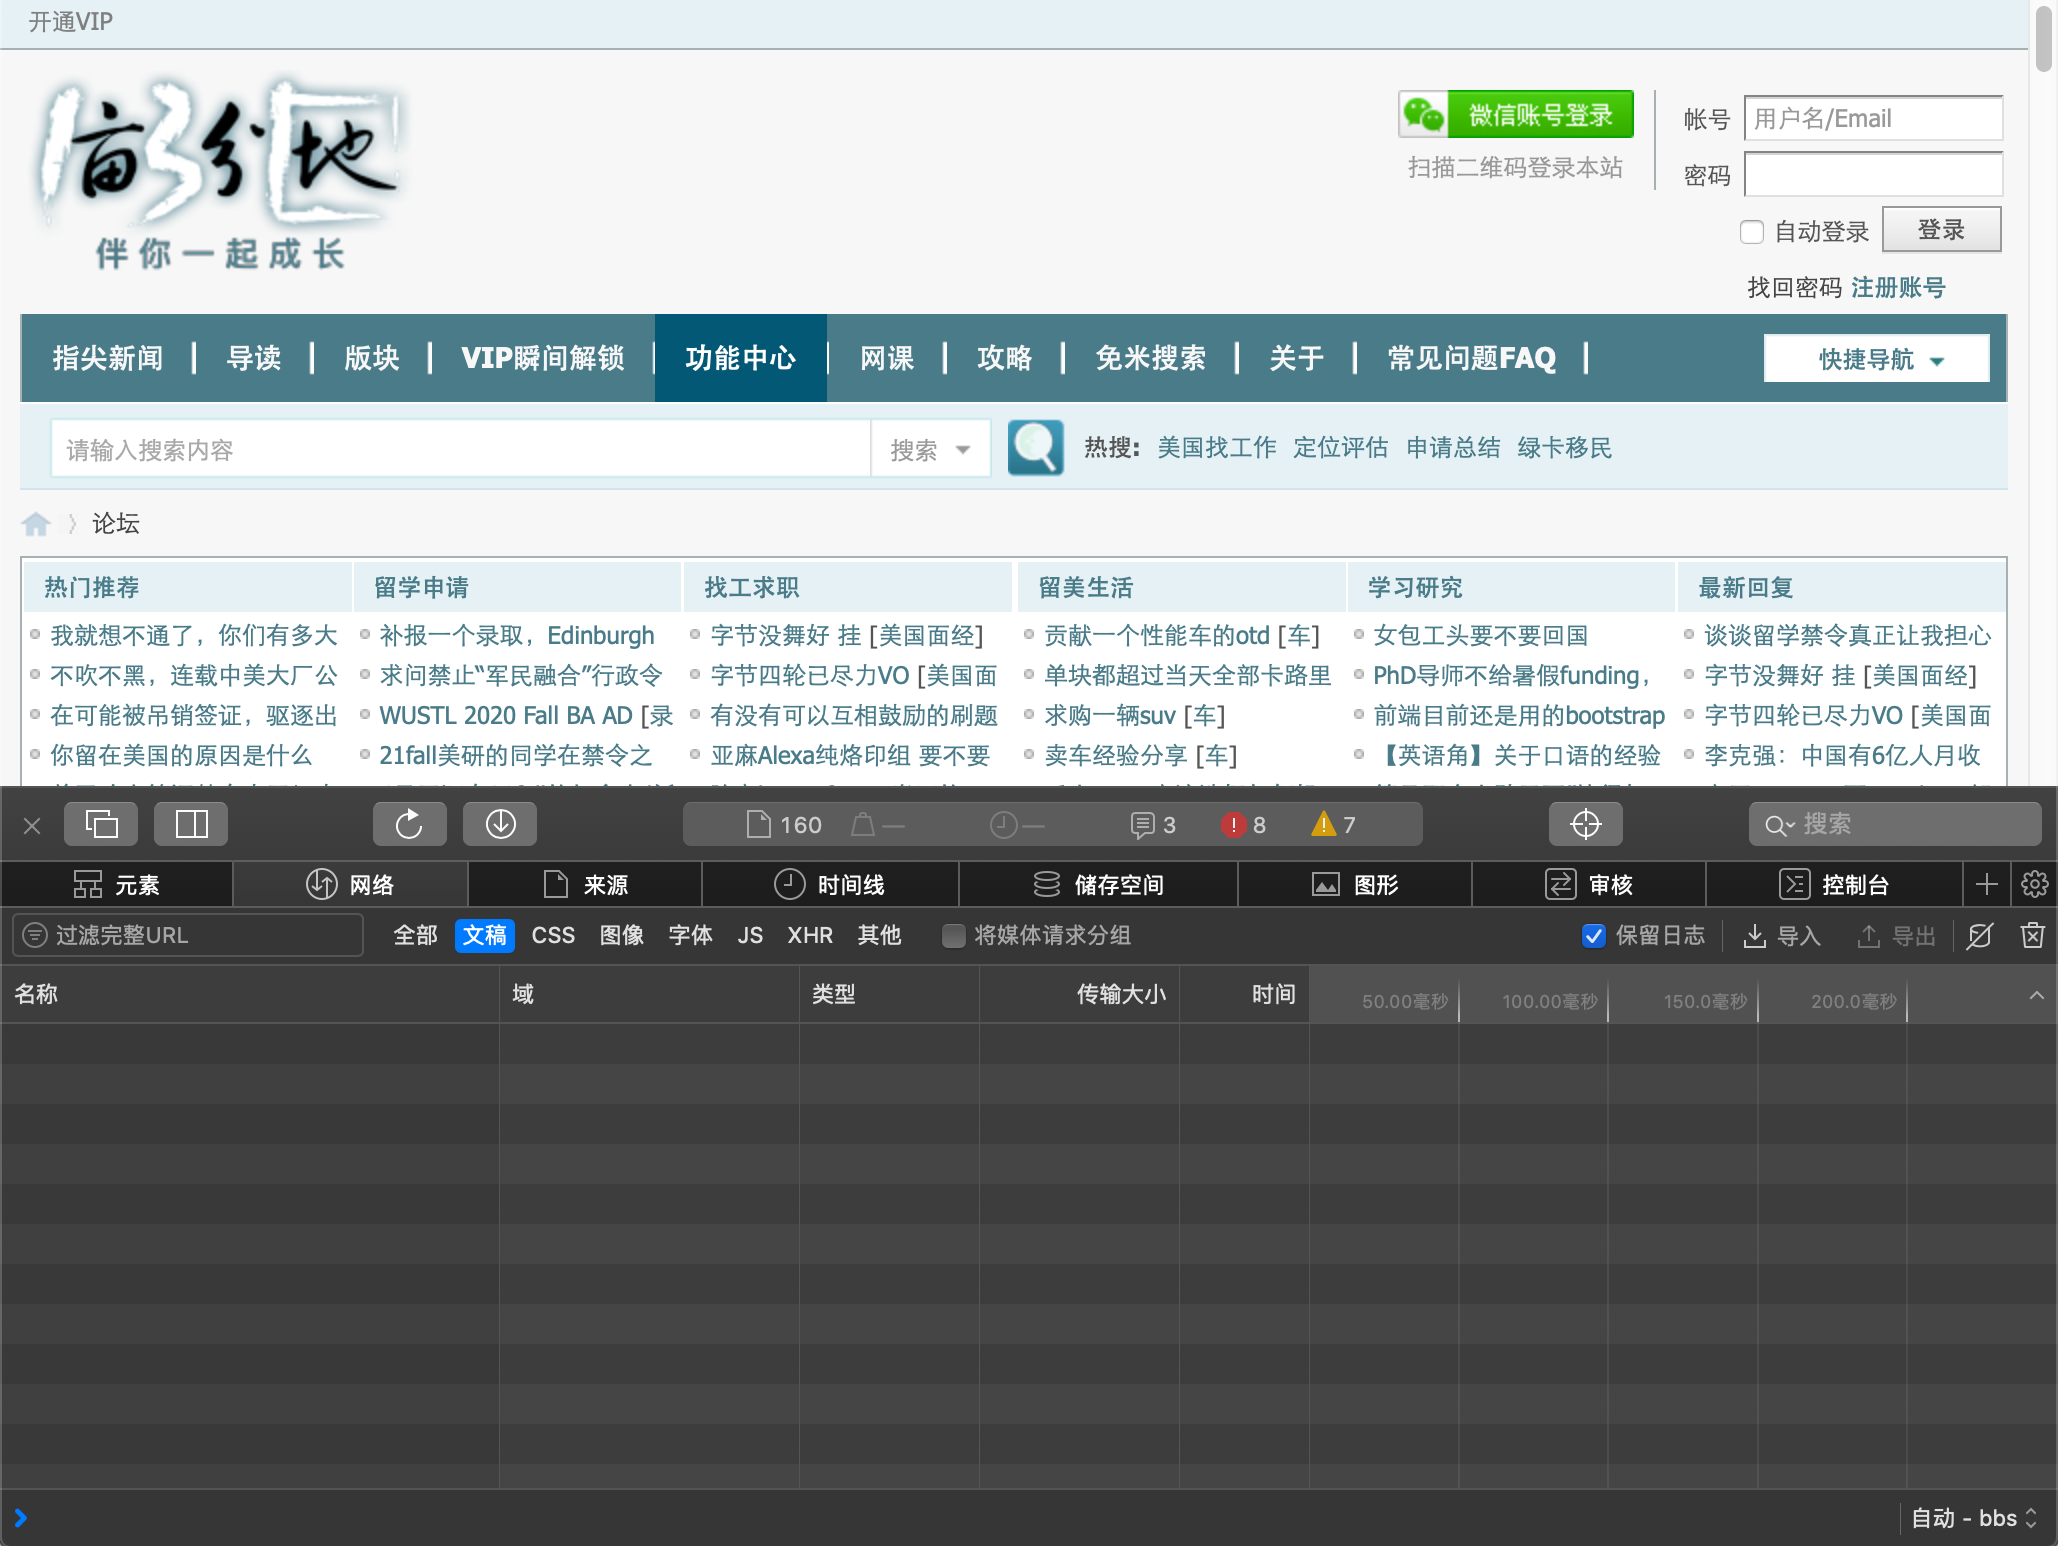 开通VIP
一亩三分地
伴你一起成长
微信账号登录
扫描二维码登录本站
帐号 用户名/Email
密码
自动登录 登录
找回密码 注册账号
指尖新闻 导读 版块 VIP瞬间解锁 功能中心 网课 攻略 免米搜索 关于 常见问题FAQ 快捷导航
请输入搜索内容 搜索 热搜: 美国找工作 定位评估 申请总结 绿卡移民
论坛
热门推荐 留学申请 找工求职 留美生活 学习研究 最新回复
我就想不通了，你们有多大 补报一个录取，Edinburgh 字节没舞好 挂 [美国面经] 贡献一个性能车的otd [车] 女包工头要不要回国 谈谈留学禁令真正让我担心
不吹不黑，连载中美大厂公 求问禁止“军民融合”行政令 字节四轮已尽力VO [美国面 单块都超过当天全部卡路里 PhD导师不给暑假funding， 字节没舞好 挂 [美国面经]
在可能被吊销签证，驱逐出 WUSTL 2020 Fall BA AD [录 有没有可以互相鼓励的刷题 求购一辆suv [车] 前端目前还是用的bootstrap 字节四轮已尽力VO [美国面
你留在美国的原因是什么 21fall美研的同学在禁令之 亚麻Alexa纯烙印组 要不要 卖车经验分享 [车] 【英语角】关于口语的经验 李克强：中国有6亿人月收
160 — — 3 8 7 搜索
元素 网络 来源 时间线 储存空间 图形 审核 控制台
过滤完整URL 全部 文稿 CSS 图像 字体 JS XHR 其他 将媒体请求分组 保留日志 导入 导出
名称 域 类型 传输大小 时间 50.00毫秒 100.00毫秒 150.0毫秒 200.0毫秒
自动 - bbs